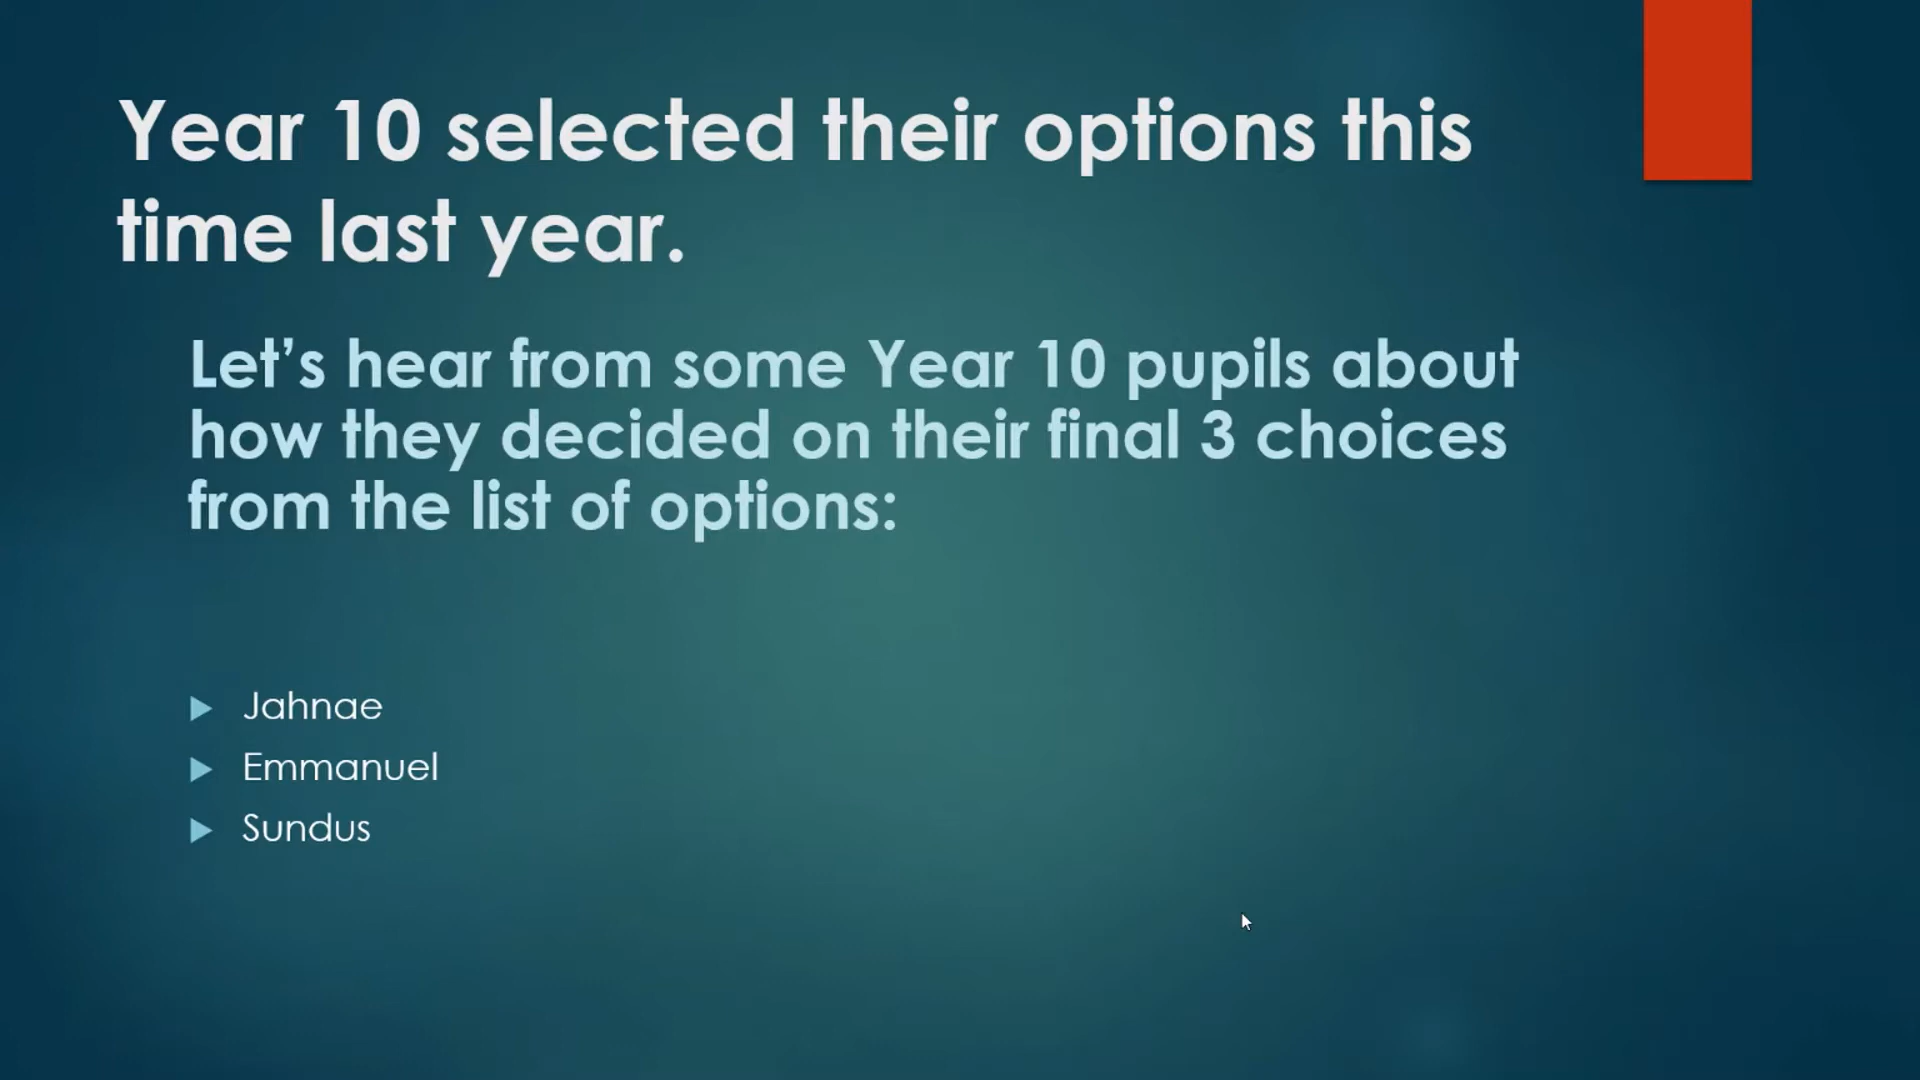 Year 10 selected their options this
time last year.
Let’s hear from some Year 10 pupils about
how they decided on their final 3 choices
from the list of options:
Jahnae
Emmanuel
Sundus